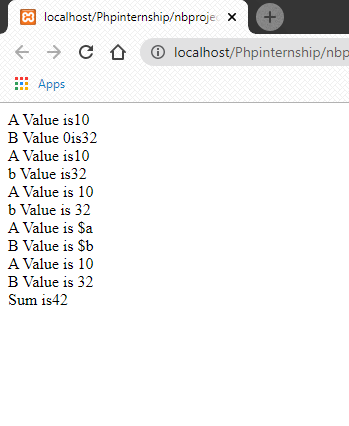 localhost/Phpinternship/nbproje
localhost/Phpinternship/nbp
Apps
A Value is10
B Value 0is32
A Value is10
b Value is32
A Value is 10
b Value is 32
A Value is $a
B Value is $b
A Value is 10
B Value is 32
Sum is42